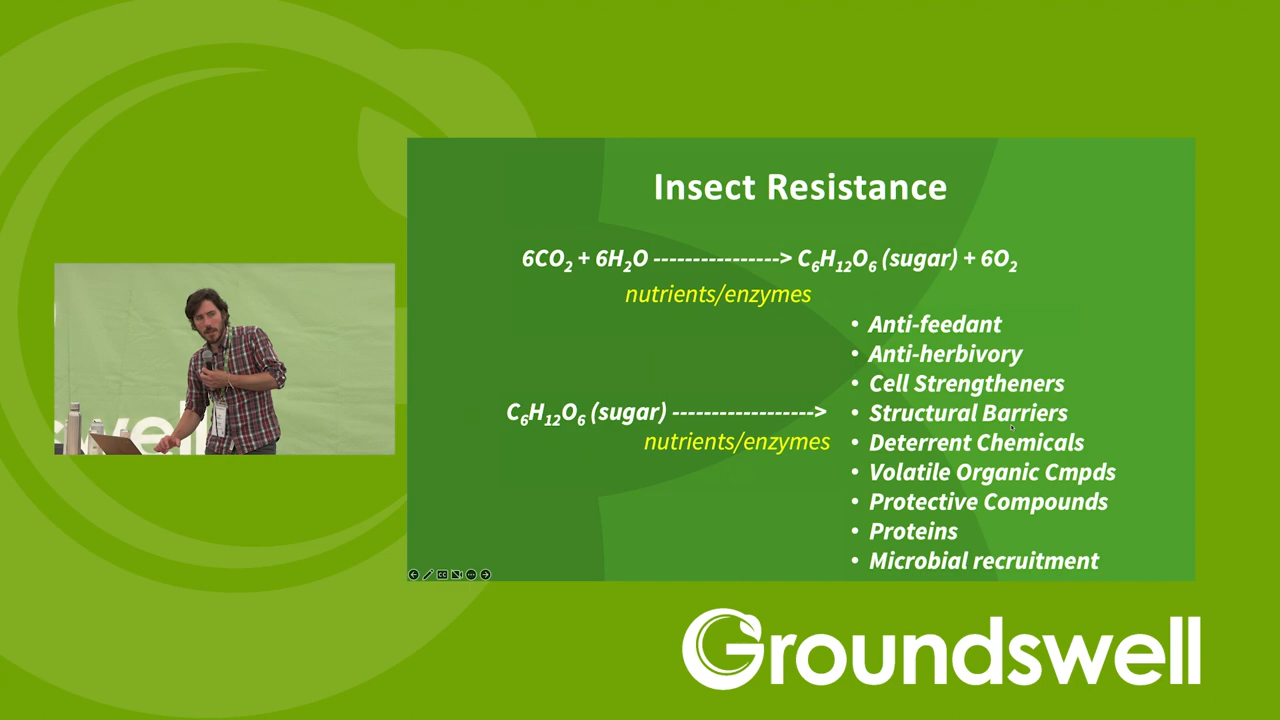 Insect Resistance
6CO₂ + 6H₂O ----------------> C₆H₁₂O₆ (sugar) + 6O₂
nutrients/enzymes
C₆H₁₂O₆ (sugar) ------------------>
nutrients/enzymes
• Anti-feedant
• Anti-herbivory
• Cell Strengtheners
• Structural Barriers
• Deterrent Chemicals
• Volatile Organic Cmpds
• Protective Compounds
• Proteins
• Microbial recruitment
Groundswell